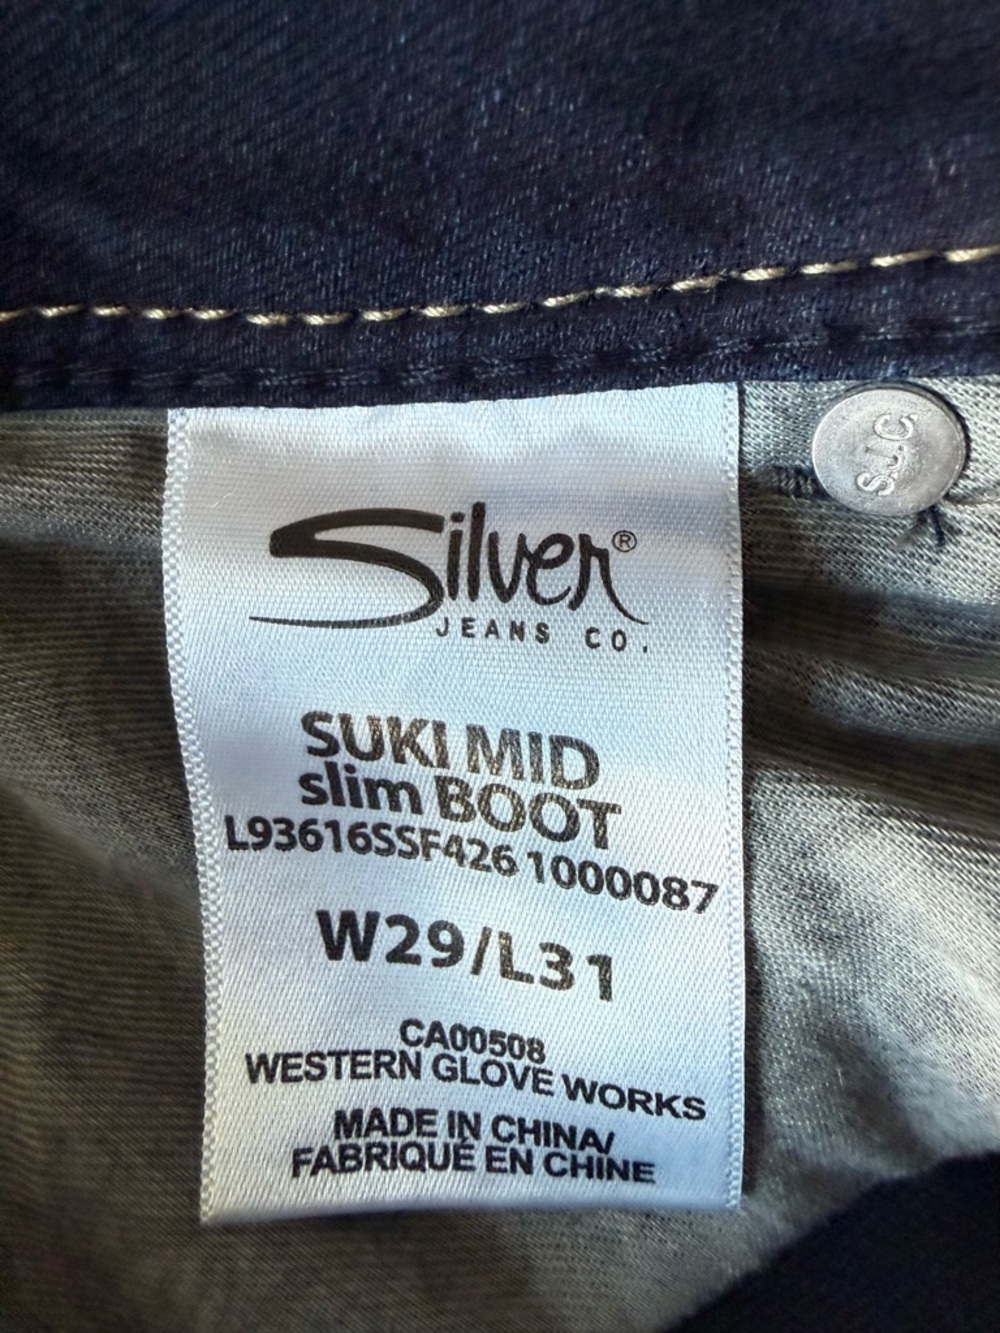 SJC
Silver®
JEANS CO.
SUKI MID
slim BOOT
L93616SSF426 1000087
W29/L31
CA00508
WESTERN GLOVE WORKS
MADE IN CHINA/
FABRIQUÉ EN CHINE